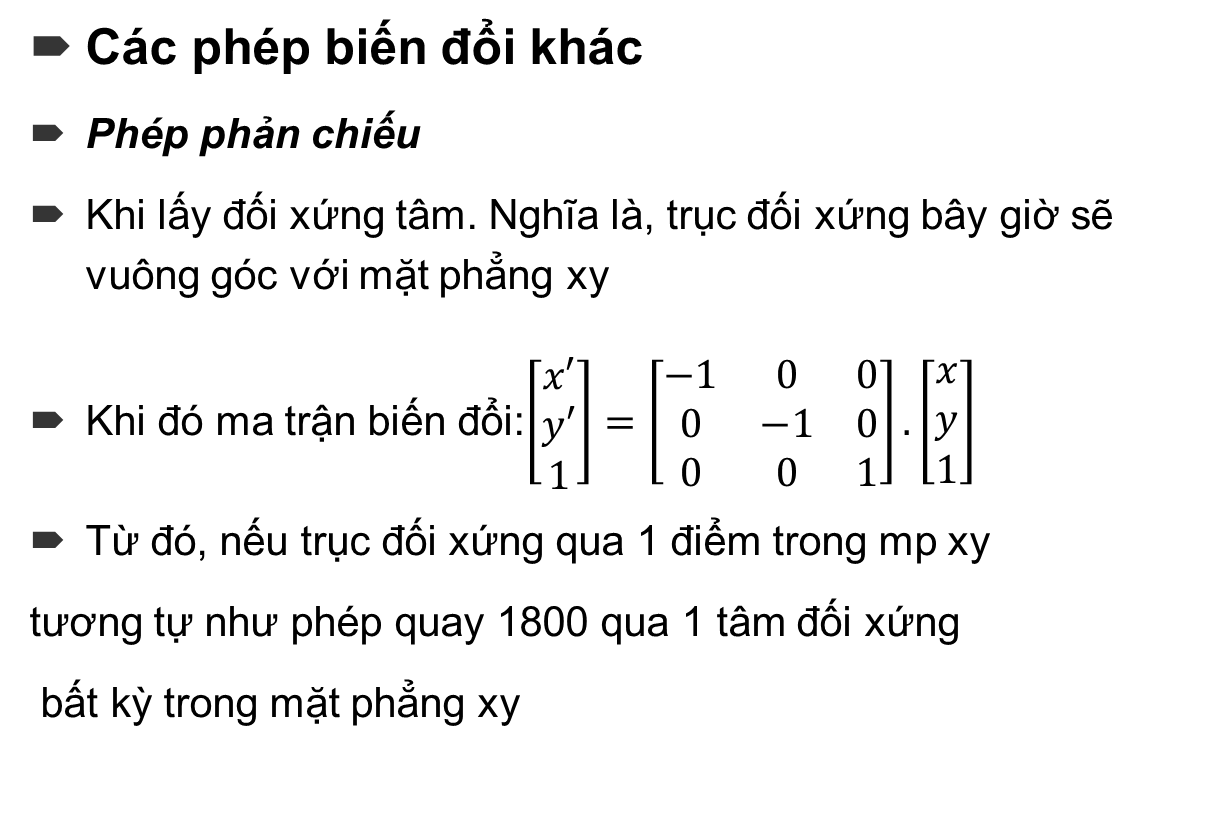 Các phép biến đổi khác
Phép phản chiếu
Khi lấy đối xứng tâm. Nghĩa là, trục đối xứng bây giờ sẽ
vuông góc với mặt phẳng xy
Khi đó ma trận biến đổi: [x′ y′ 1] = [−1 0 0; 0 −1 0; 0 0 1] . [x y 1]
Từ đó, nếu trục đối xứng qua 1 điểm trong mp xy
tương tự như phép quay 1800 qua 1 tâm đối xứng
bất kỳ trong mặt phẳng xy